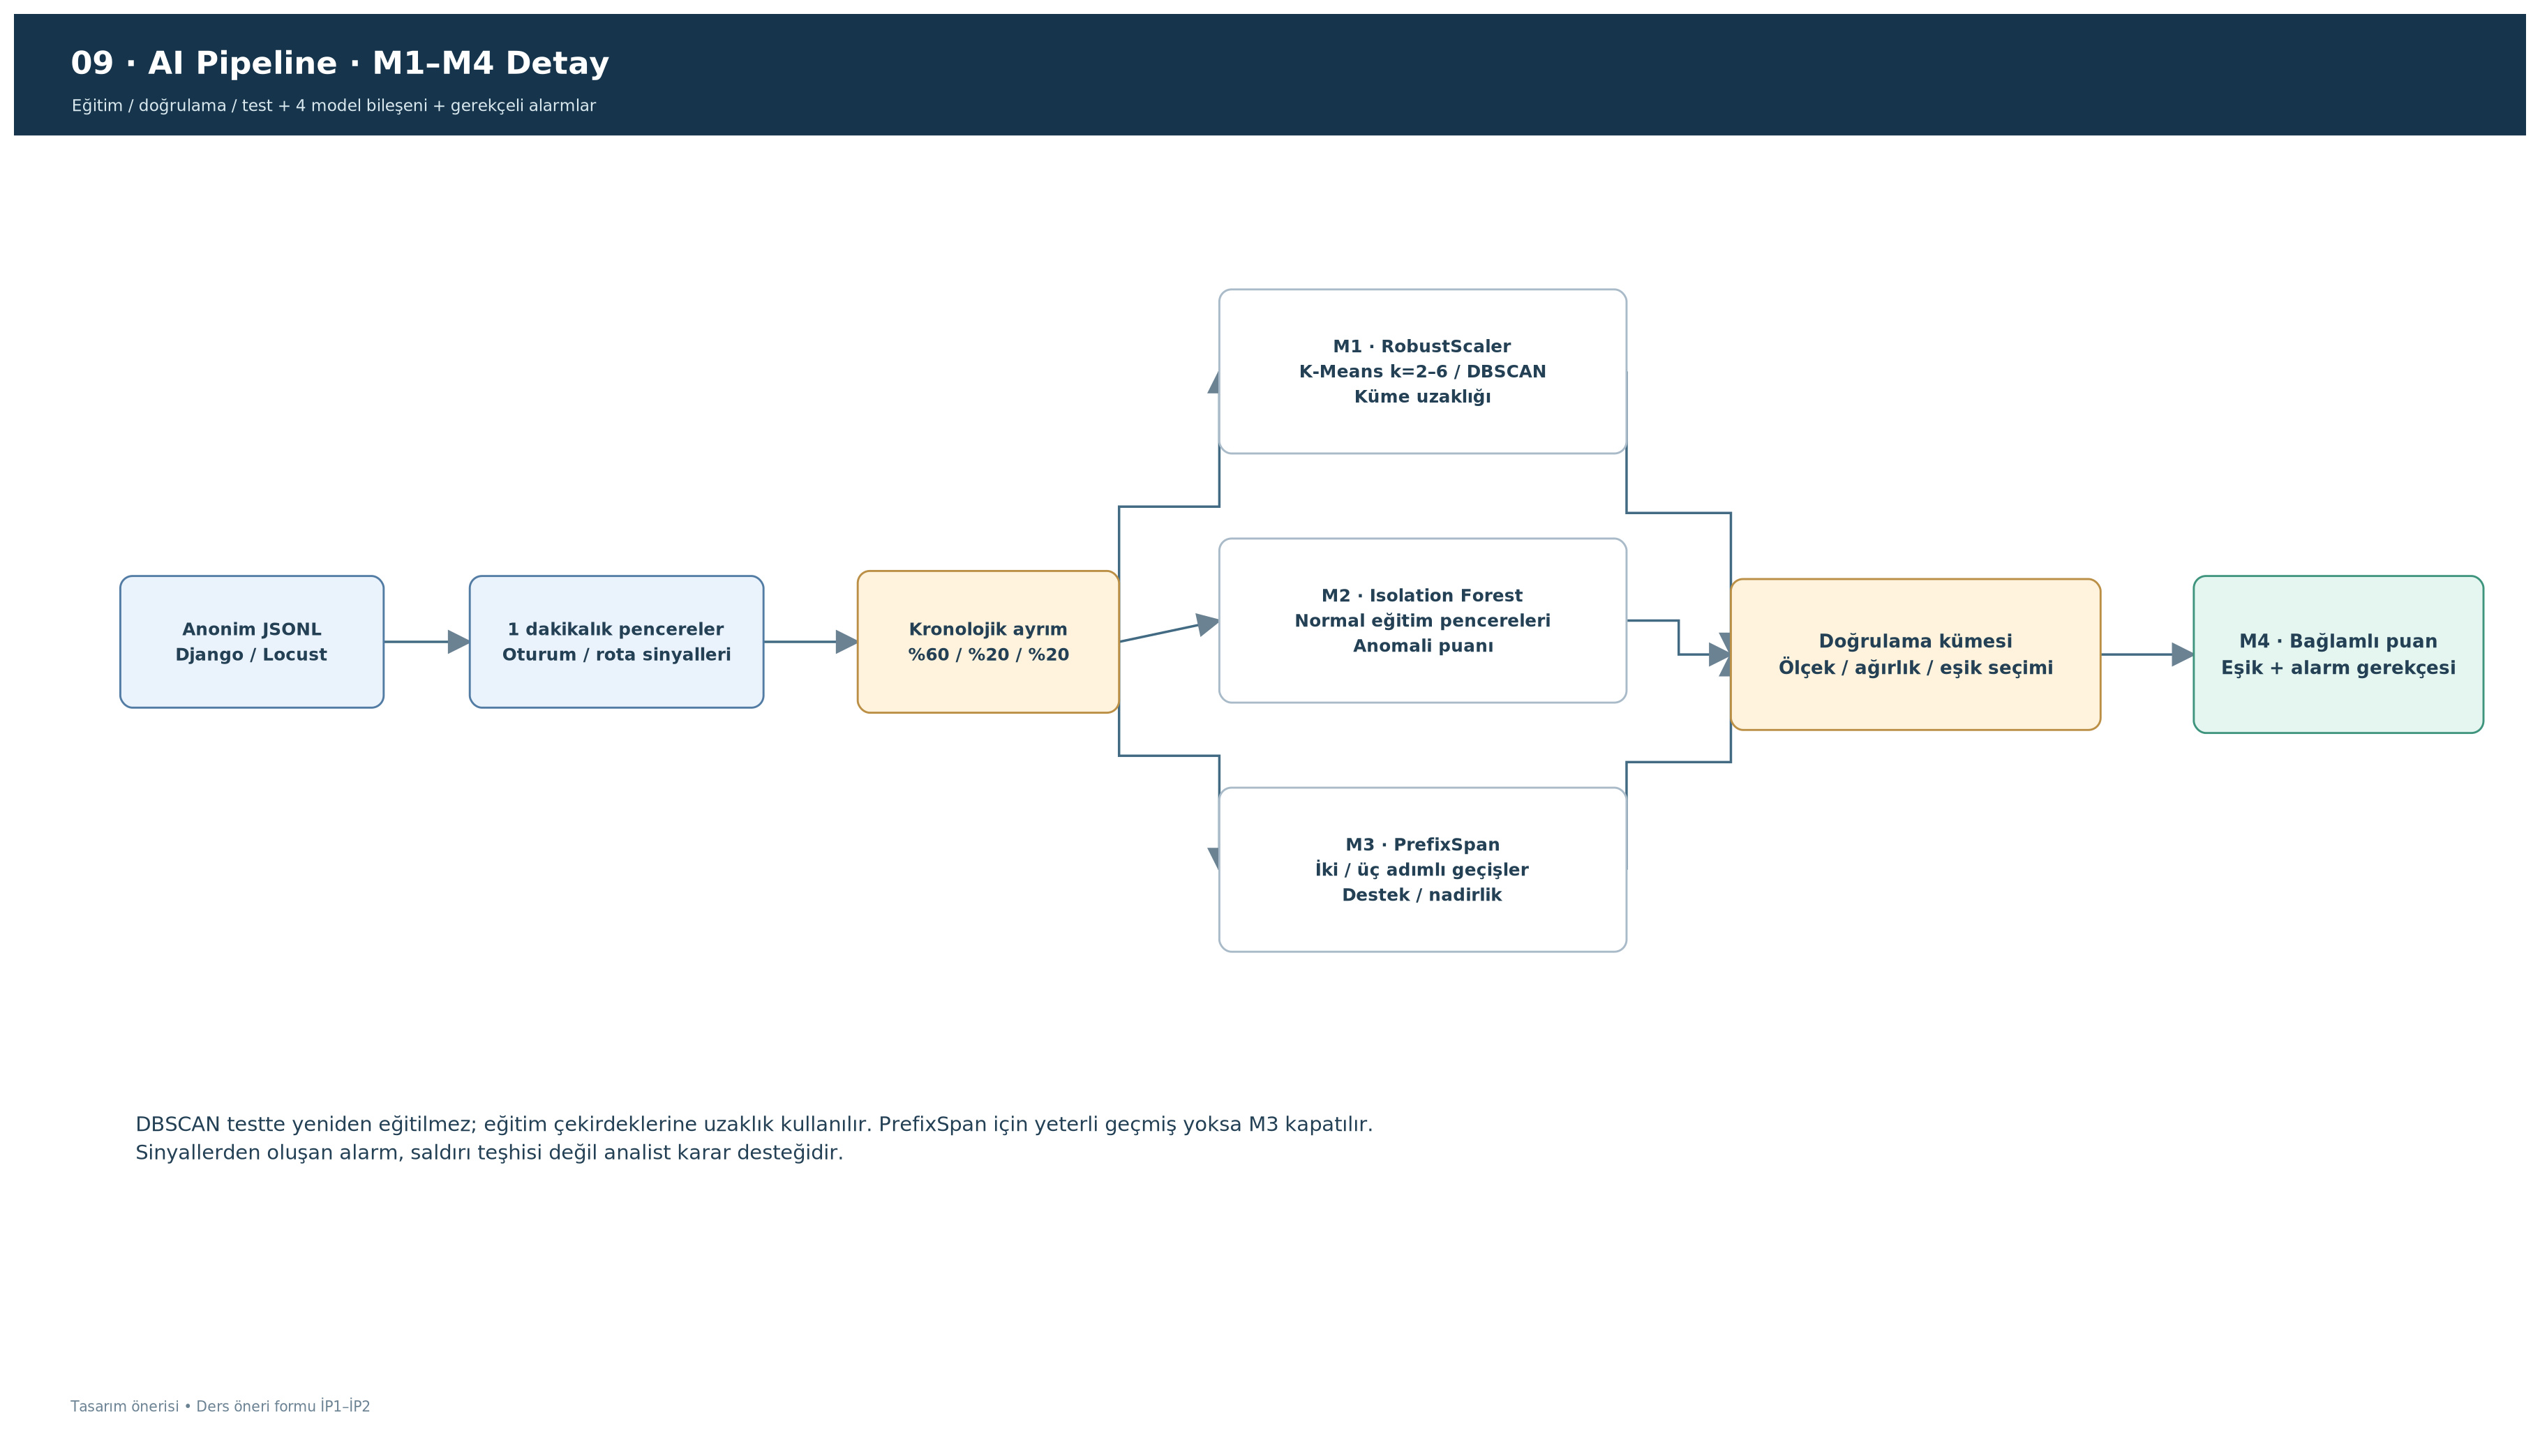 09 · AI Pipeline · M1–M4 Detay
Eğitim / doğrulama / test + 4 model bileşeni + gerekçeli alarmlar
Anonim JSONL
Django / Locust
1 dakikalık pencereler
Oturum / rota sinyalleri
Kronolojik ayrım
%60 / %20 / %20
M1 · RobustScaler
K-Means k=2–6 / DBSCAN
Küme uzaklığı
M2 · Isolation Forest
Normal eğitim pencereleri
Anomali puanı
M3 · PrefixSpan
İki / üç adımlı geçişler
Destek / nadirlik
Doğrulama kümesi
Ölçek / ağırlık / eşik seçimi
M4 · Bağlamlı puan
Eşik + alarm gerekçesi
DBSCAN testte yeniden eğitilmez; eğitim çekirdeklerine uzaklık kullanılır. PrefixSpan için yeterli geçmiş yoksa M3 kapatılır.
Sinyallerden oluşan alarm, saldırı teşhisi değil analist karar desteğidir.
Tasarım önerisi • Ders öneri formu İP1–İP2